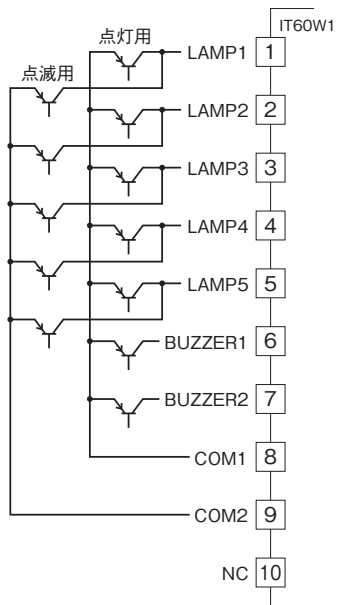 IT60W1
点灯用
点滅用
LAMP1 1
LAMP2 2
LAMP3 3
LAMP4 4
LAMP5 5
BUZZER1 6
BUZZER2 7
COM1 8
COM2 9
NC 10